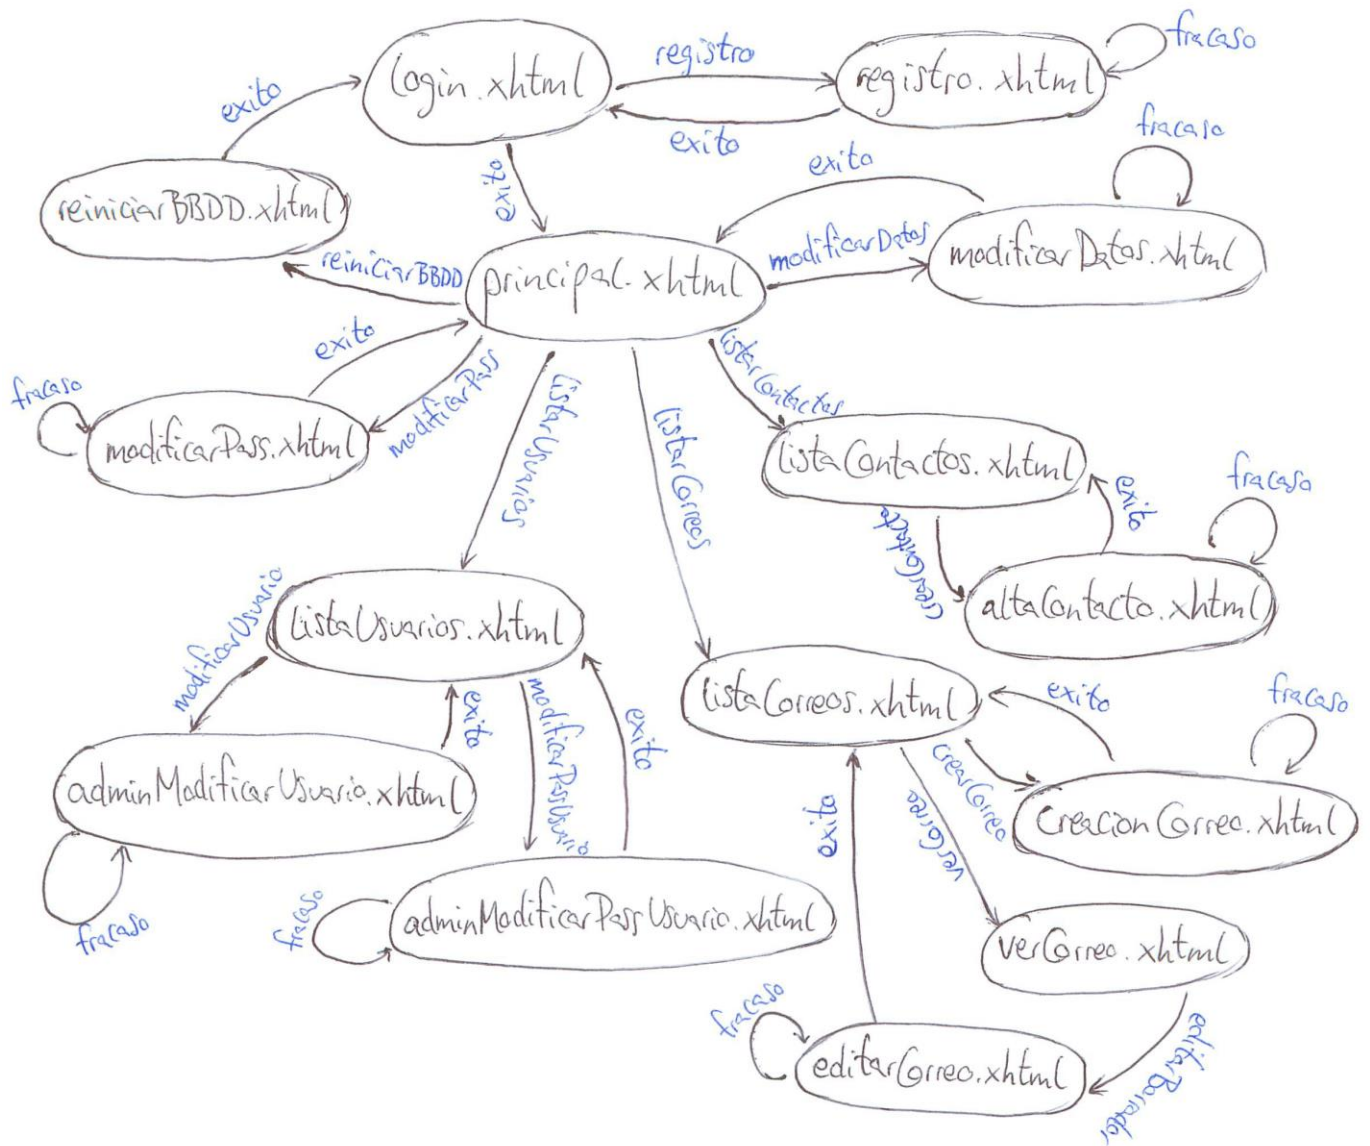 fracaso
login.xhtml
registro
registro.xhtml
exito
exito
fracaso
exito
exito
reiniciarBBDD.xhtml
modificarDatos
modificarDatos.xhtml
reiniciarBBDD
principal.xhtml
exito
listarContactos
fracaso
modificarPass
listarUsuarios
listarCorreos
modificarPass.xhtml
listaContactos.xhtml
fracaso
exito
crearContacto
modificarUsuario
listaUsuarios.xhtml
altaContacto.xhtml
exito
modificarPassUsuario
exito
listaCorreos.xhtml
exito
fracaso
adminModificarUsuario.xhtml
exito
verCorreo
crearCorreo
creacionCorreo.xhtml
fracaso
fracaso
adminModificarPassUsuario.xhtml
verCorreo.xhtml
fracaso
editarCorreo.xhtml
editarBorrador